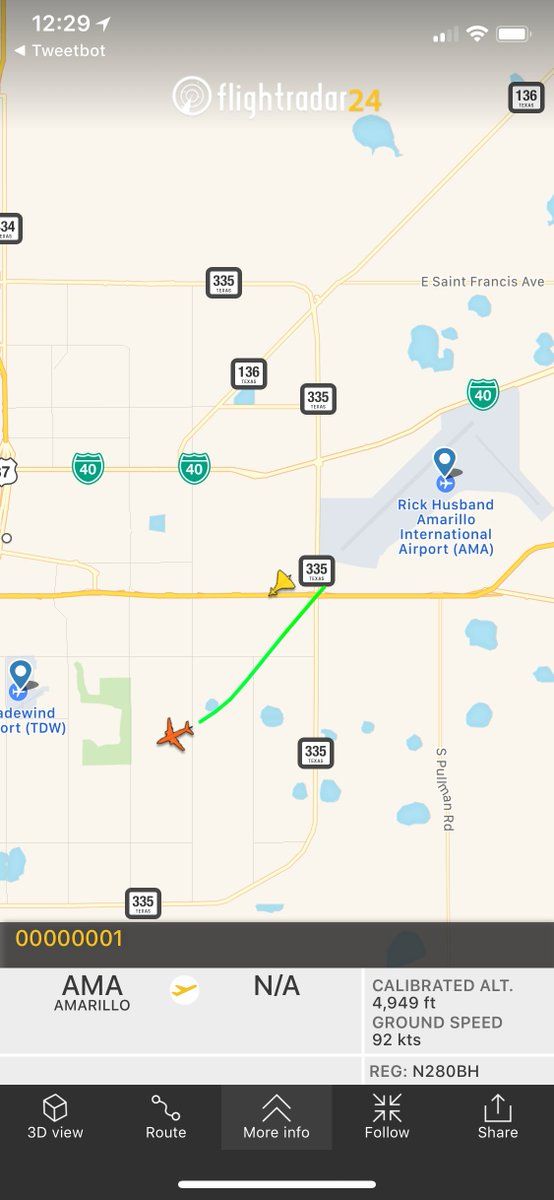 12:29
Tweetbot
flightradar24
136
34
TEXAS
335
TEXAS
E Saint Francis Ave
136
TEXAS
335
TEXAS
40
40
40
37
Rick Husband
Amarillo
International
Airport (AMA)
335
TEXAS
adewind
ort (TDW)
335
TEXAS
S Pullman Rd
335
TEXAS
00000001
AMA
AMARILLO
N/A
CALIBRATED ALT.
4,949 ft
GROUND SPEED
92 kts
REG: N280BH
3D view
Route
More info
Follow
Share